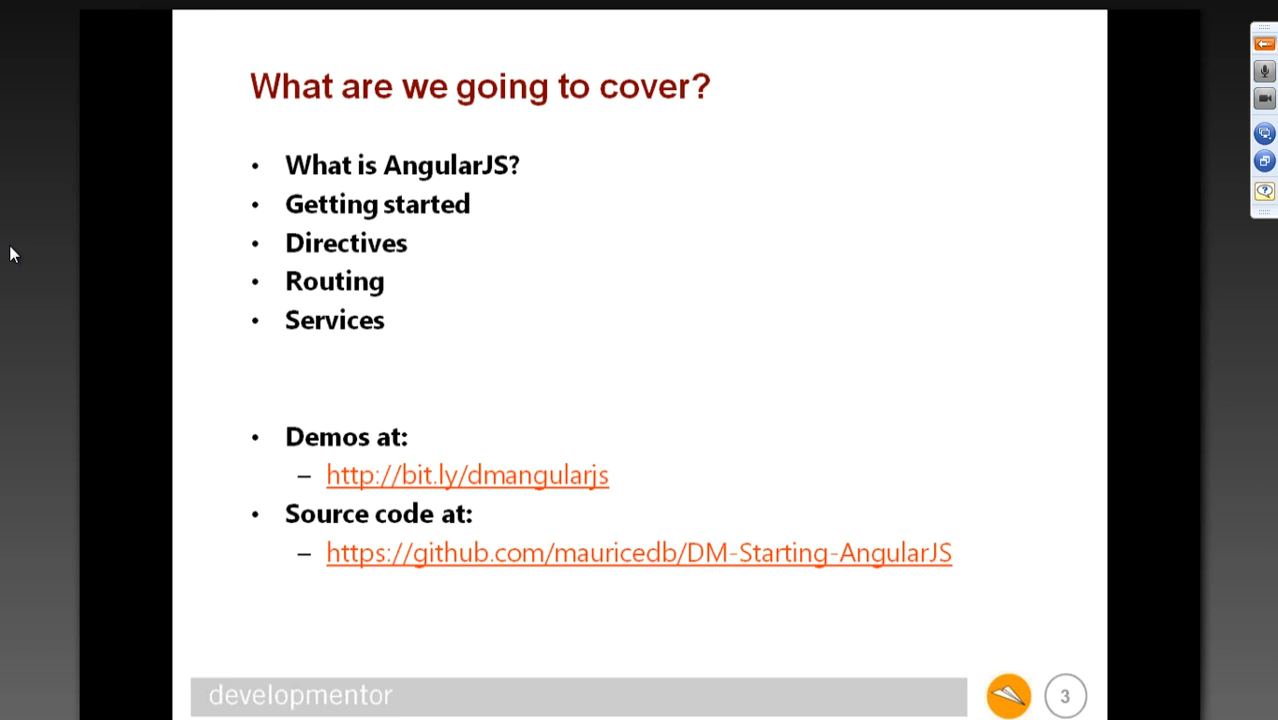 What are we going to cover?
• What is AngularJS?
• Getting started
• Directives
• Routing
• Services
• Demos at:
– http://bit.ly/dmangularjs
• Source code at:
– https://github.com/mauricedb/DM-Starting-AngularJS
developmentor
3